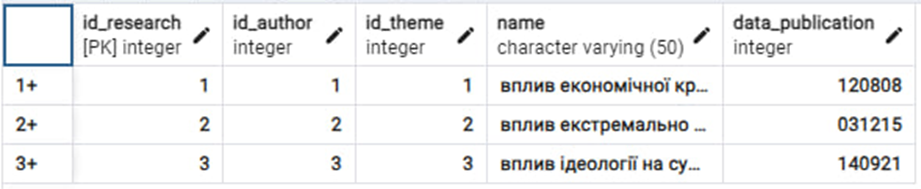 id_research id_author id_theme name data_publication
[PK] integer integer integer character varying (50) integer
1+ 1 1 1 вплив економічної кр... 120808
2+ 2 2 2 вплив екстремально ... 031215
3+ 3 3 3 вплив ідеології на су... 140921